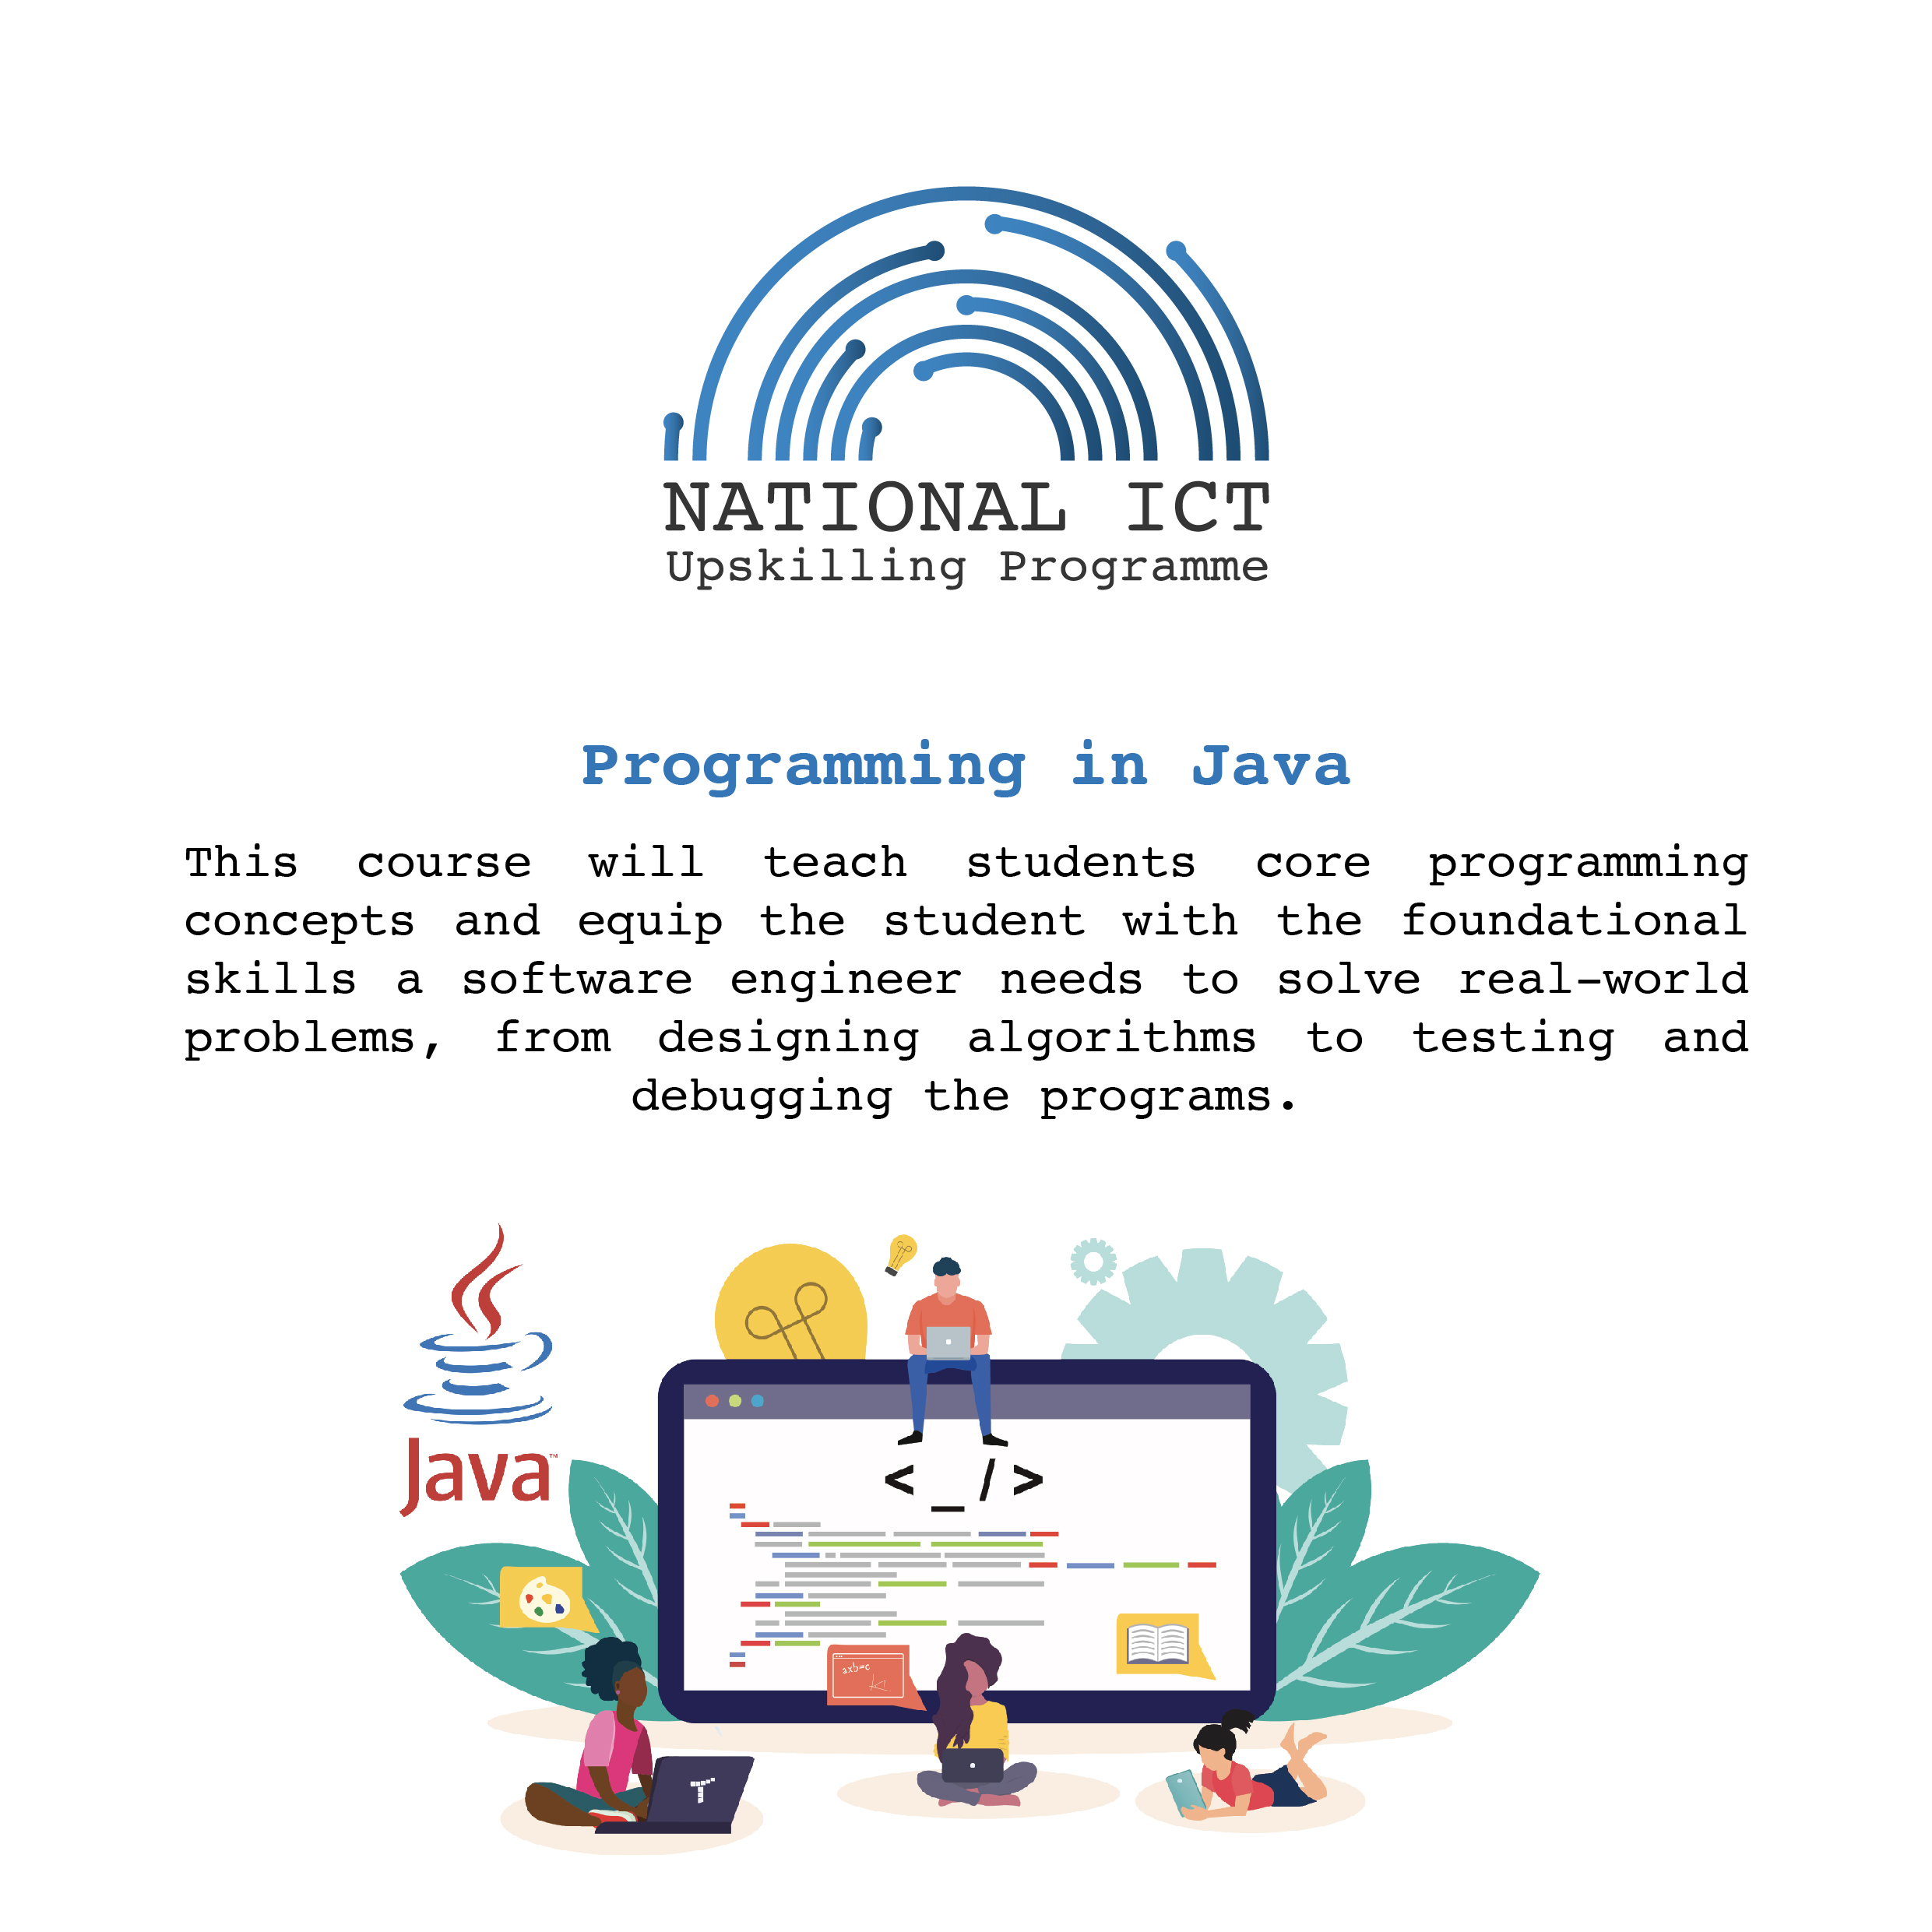 NATIONAL ICT
Upskilling Programme
Programming in Java
This course will teach students core programming
concepts and equip the student with the foundational
skills a software engineer needs to solve real-world
problems, from designing algorithms to testing and
debugging the programs.
Java™
< _ / >
axb=c
T